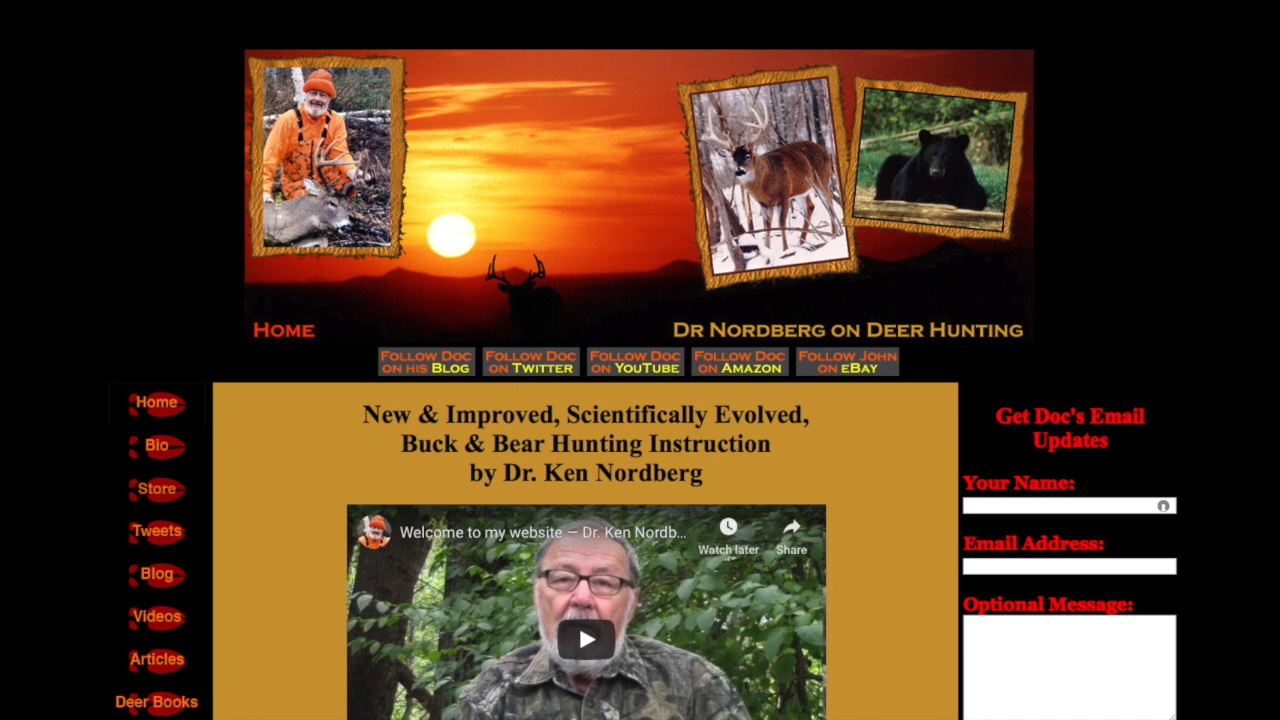 Home
Dr Nordberg on Deer Hunting
Follow Doc
on his Blog
Follow Doc
on Twitter
Follow Doc
on YouTube
Follow Doc
on Amazon
Follow John
on eBay
Home
Bio
Store
Tweets
Blog
Videos
Articles
Deer Books
New & Improved, Scientifically Evolved,
Buck & Bear Hunting Instruction
by Dr. Ken Nordberg
Welcome to my website — Dr. Ken Nordb...
Watch later
Share
Get Doc's Email
Updates
Your Name:
Email Address:
Optional Message: